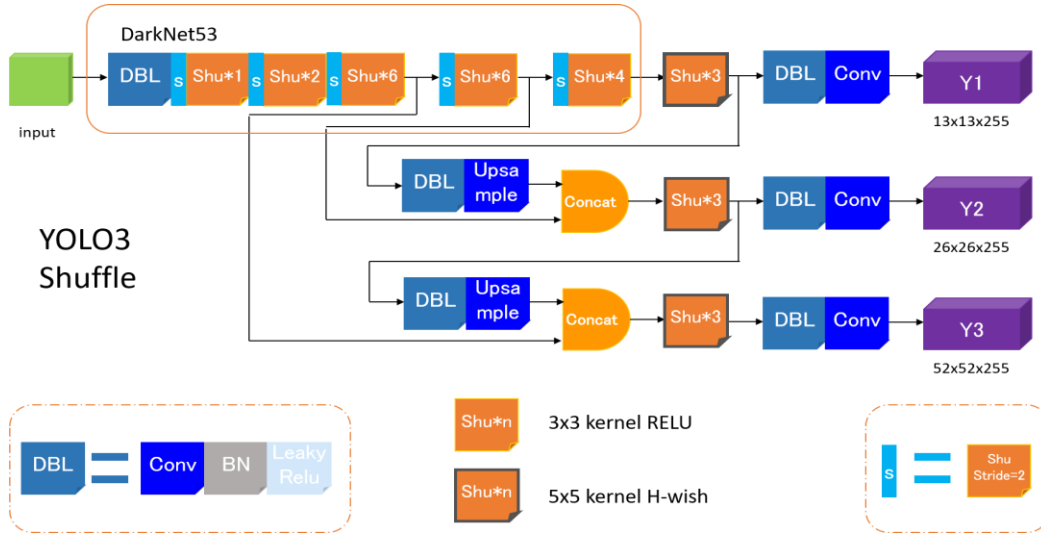 DarkNet53
DBL
s
Shu*1
s
Shu*2
s
Shu*6
s
Shu*6
s
Shu*4
Shu*3
DBL
Conv
Y1
input
13x13x255
DBL
Upsa
mple
Concat
Shu*3
DBL
Conv
Y2
26x26x255
YOLO3
Shuffle
DBL
Upsa
mple
Concat
Shu*3
DBL
Conv
Y3
52x52x255
DBL
Conv
BN
Leaky
Relu
Shu*n
3x3 kernel RELU
Shu*n
5x5 kernel H-wish
s
Shu
Stride=2